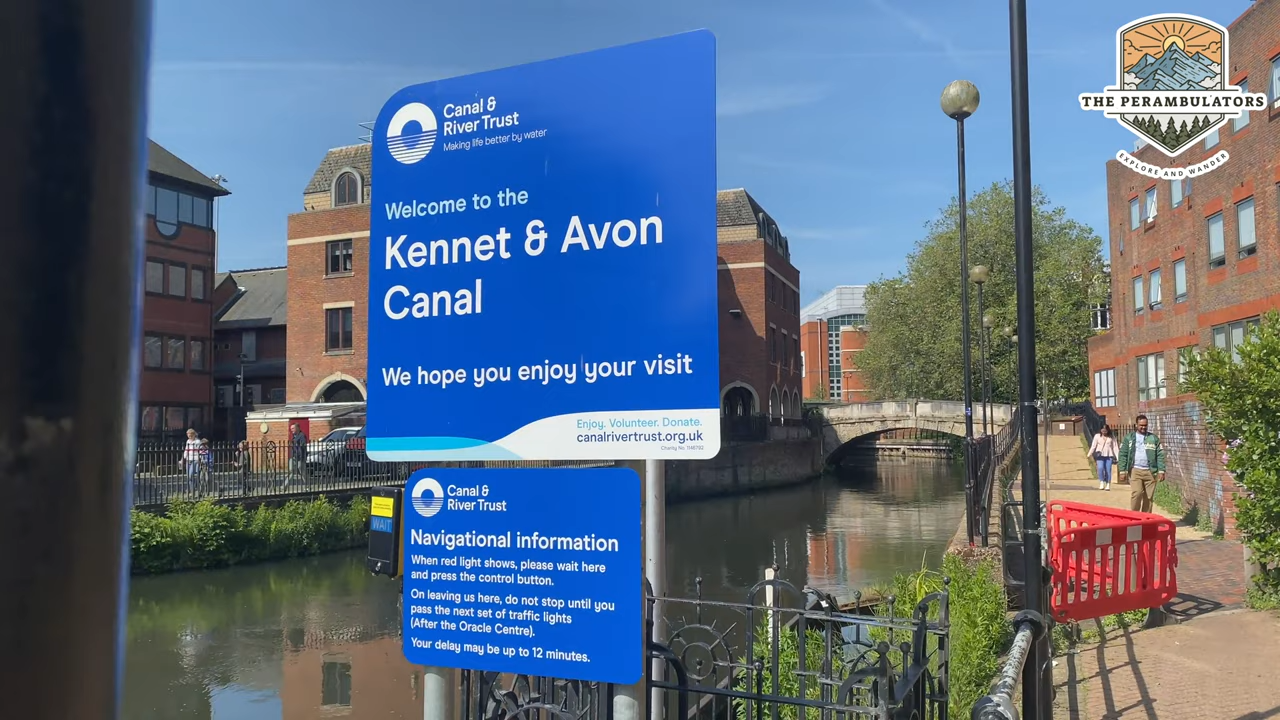 Canal &
River Trust
Making life better by water
Welcome to the
Kennet & Avon
Canal
We hope you enjoy your visit
Enjoy. Volunteer. Donate.
canalrivertrust.org.uk
Charity No. 1146792
Canal &
River Trust
Navigational information
When red light shows, please wait here
and press the control button.
On leaving us here, do not stop until you
pass the next set of traffic lights
(After the Oracle Centre).
Your delay may be up to 12 minutes.
WAIT
THE PERAMBULATORS
EXPLORE AND WANDER